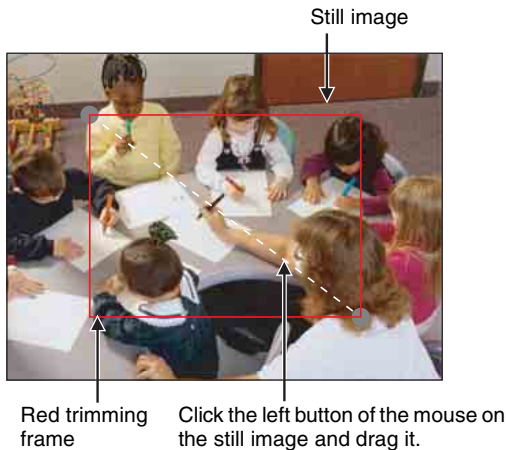 Still image
Red trimming
frame
Click the left button of the mouse on
the still image and drag it.